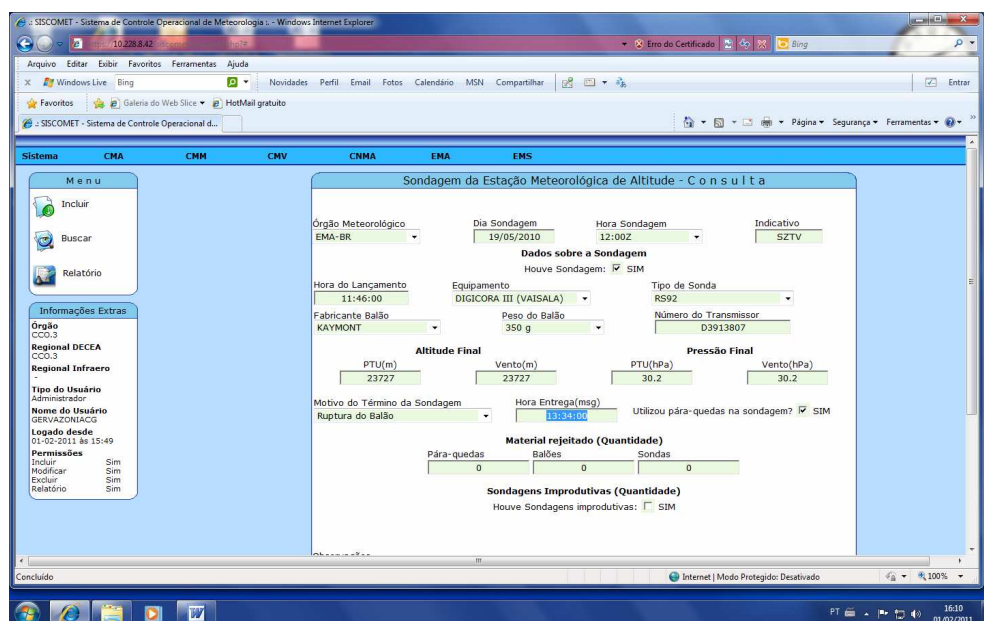 .: SISCOMET - Sistema de Controle Operacional de Meteorologia :. - Windows Internet Explorer
10.228.8.42
Erro do Certificado
Bing
Arquivo Editar Exibir Favoritos Ferramentas Ajuda
x Windows Live Bing Novidades Perfil Email Fotos Calendário MSN Compartilhar Entrar
Favoritos Galeria do Web Slice HotMail gratuito
.: SISCOMET - Sistema de Controle Operacional d...
Página Segurança Ferramentas
Sistema CMA CMM CMV CNMA EMA EMS
Menu
Incluir
Buscar
Relatório
Informações Extras
Órgão
CCO.3
Regional DECEA
CCO.3
Regional Infraero
-
Tipo do Usuário
Administrador
Nome do Usuário
GERVAZONIACG
Logado desde
01-02-2011 às 15:49
Permissões
Incluir Sim
Modificar Sim
Excluir Sim
Relatório Sim
Sondagem da Estação Meteorológica de Altitude - C o n s u l t a
Órgão Meteorológico Dia Sondagem Hora Sondagem Indicativo
EMA-BR 19/05/2010 12:00Z SZTV
Dados sobre a Sondagem
Houve Sondagem: SIM
Hora do Lançamento Equipamento Tipo de Sonda
11:46:00 DIGICORA III (VAISALA) RS92
Fabricante Balão Peso do Balão Número do Transmissor
KAYMONT 350 g D3913807
Altitude Final Pressão Final
PTU(m) Vento(m) PTU(hPa) Vento(hPa)
23727 23727 30.2 30.2
Motivo do Término da Sondagem Hora Entrega(msg)
Ruptura do Balão 13:34:00 Utilizou pára-quedas na sondagem? SIM
Material rejeitado (Quantidade)
Pára-quedas Balões Sondas
0 0 0
Sondagens Improdutivas (Quantidade)
Houve Sondagens improdutivas: SIM
Concluído Internet | Modo Protegido: Desativado 100%
PT 16:10
01/02/2011